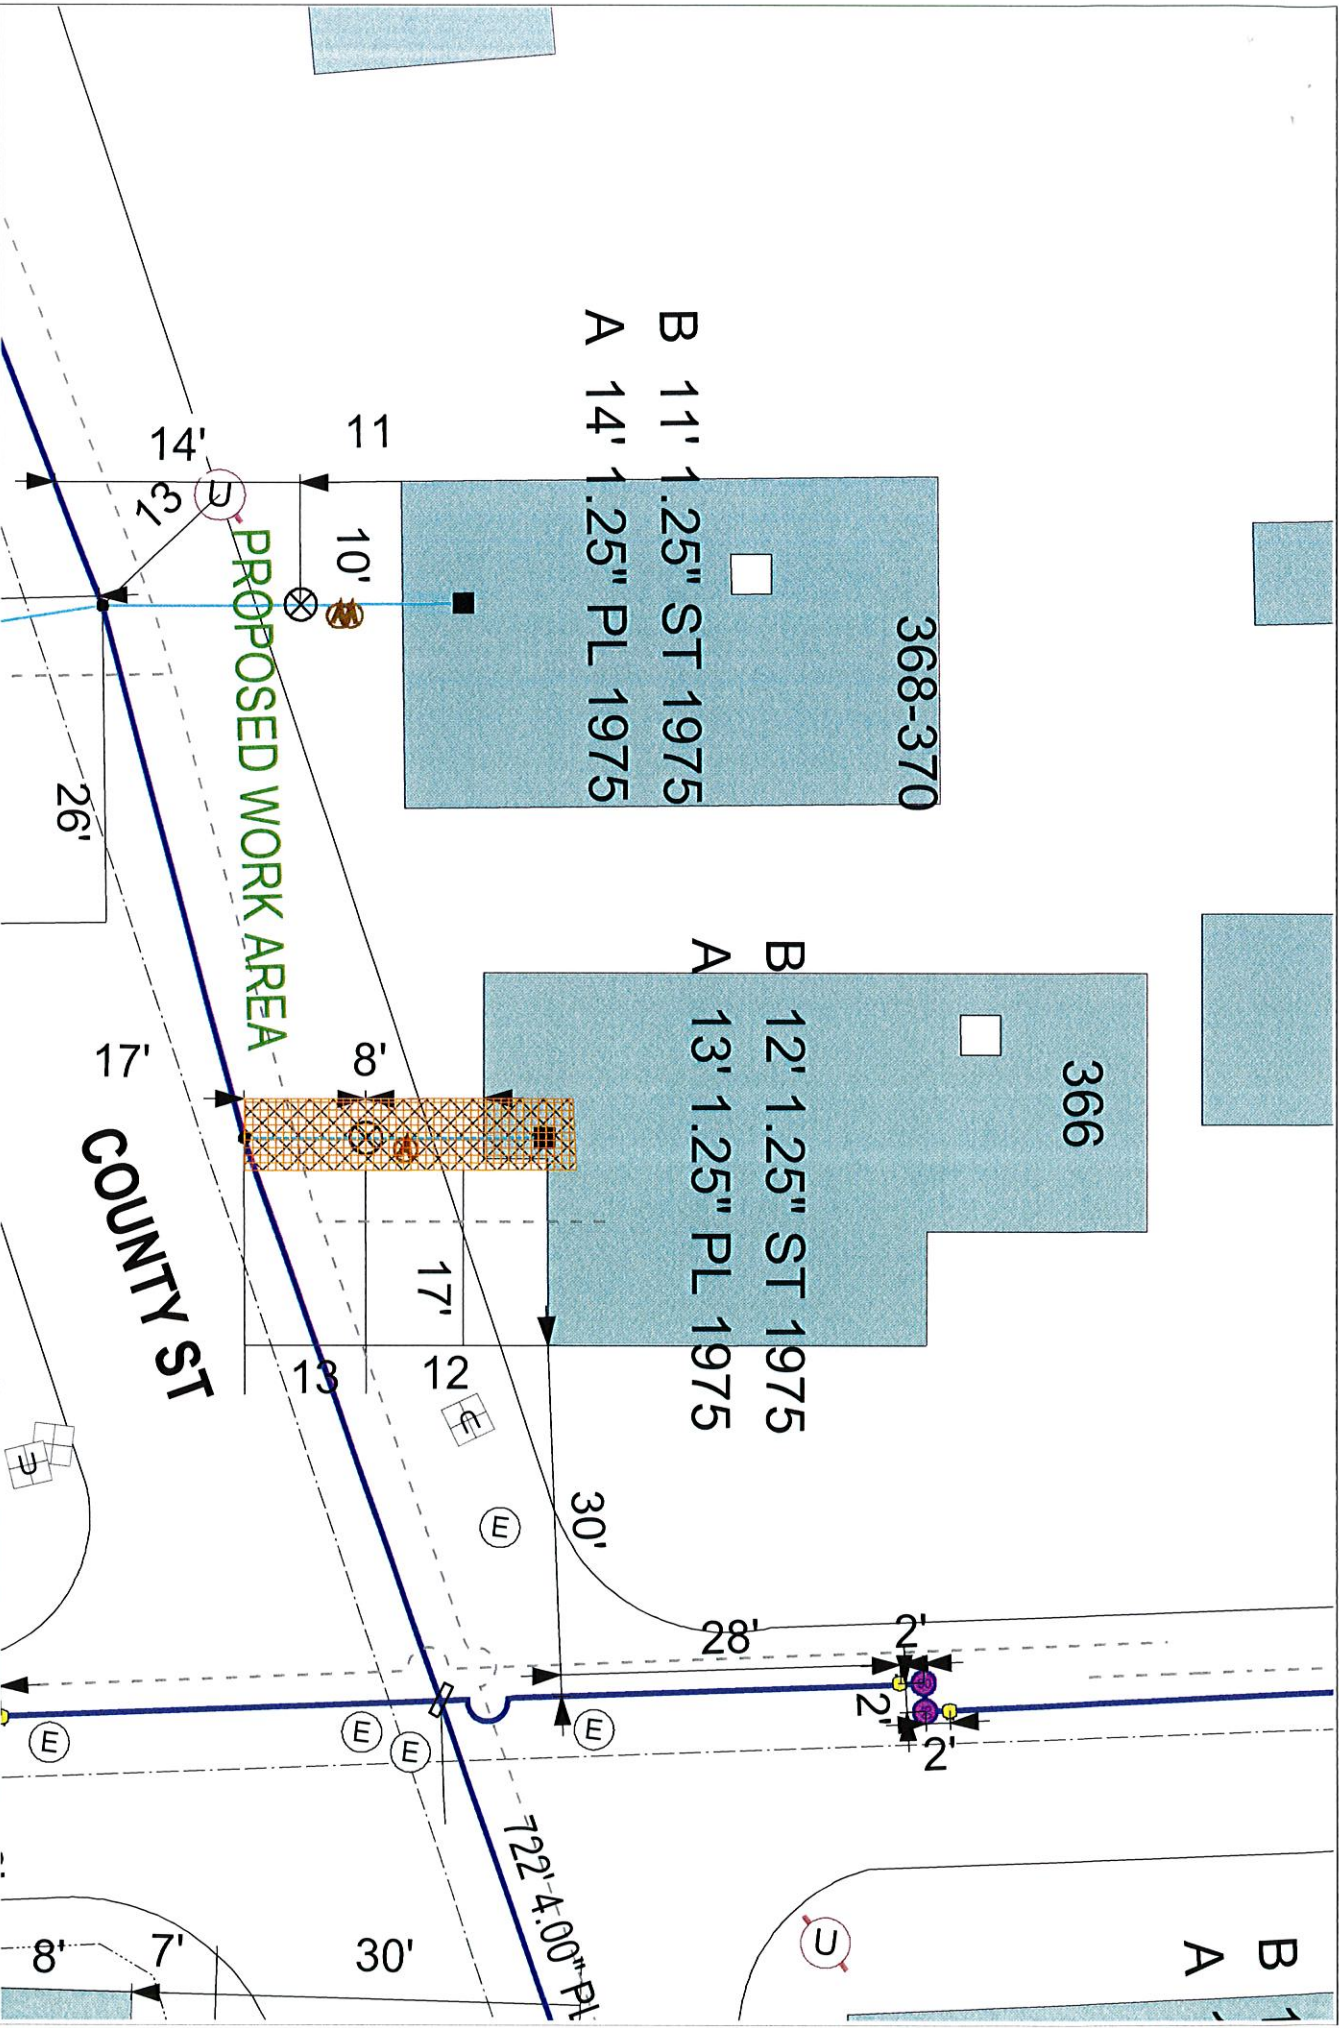 B 11' 1.25" ST 1975
A 14' 1.25" PL 1975
368-370
B 12' 1.25" ST 1975
A 13' 1.25" PL 1975
366
14'
11
13
U
10'
M
PROPOSED WORK AREA
26'
17'
8'
COUNTY ST
17'
13
12
U
U
E
30'
28'
2'
2'
2'
E
E
E
E
722' 4.00" PL
U
8'
7'
30'
B 1
A